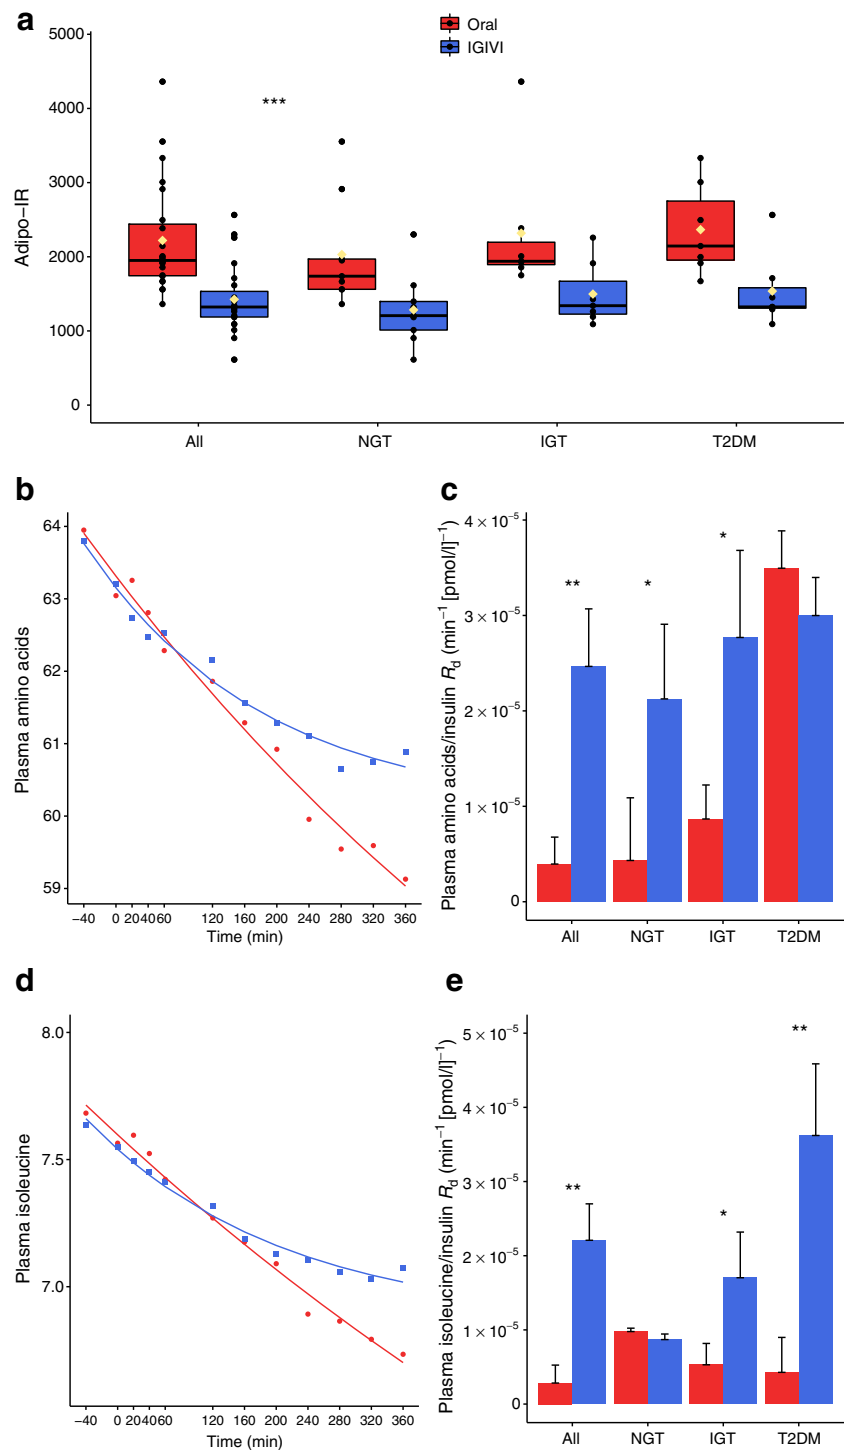 a
Oral
IGIVI
5000
4000
3000
2000
1000
0
Adipo–IR
***
All NGT IGT T2DM
b
64
63
62
61
60
59
Plasma amino acids
−40 0 20 40 60 120 160 200 240 280 320 360
Time (min)
c
4 × 10⁻⁵
3 × 10⁻⁵
2 × 10⁻⁵
1 × 10⁻⁵
0
Plasma amino acids/insulin Rd (min⁻¹ [pmol/l]⁻¹)
** * *
All NGT IGT T2DM
d
8.0
7.5
7.0
Plasma isoleucine
−40 0 20 40 60 120 160 200 240 280 320 360
Time (min)
e
5 × 10⁻⁵
4 × 10⁻⁵
3 × 10⁻⁵
2 × 10⁻⁵
1 × 10⁻⁵
0
Plasma isoleucine/insulin Rd (min⁻¹ [pmol/l]⁻¹)
** * **
All NGT IGT T2DM